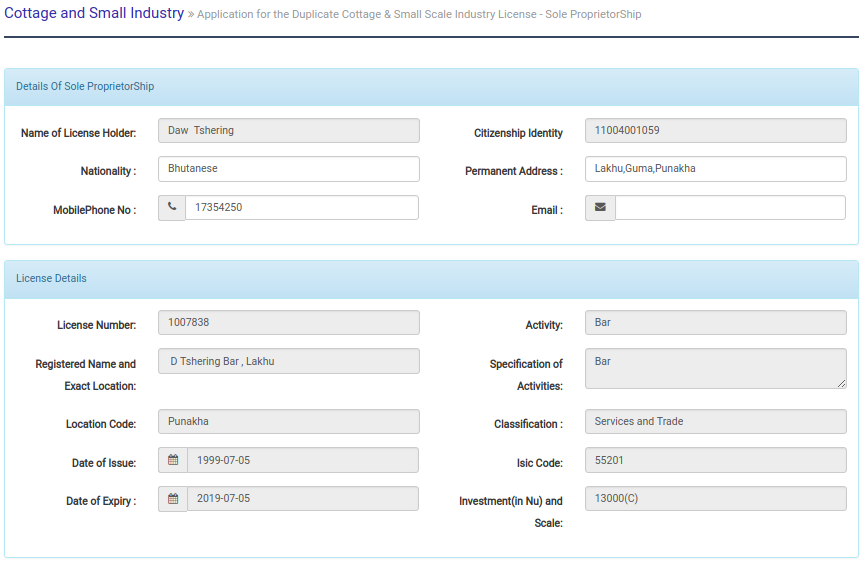 Cottage and Small Industry » Application for the Duplicate Cottage & Small Scale Industry License - Sole ProprietorShip
Details Of Sole ProprietorShip
Name of License Holder: Daw Tshering Citizenship Identity 11004001059
Nationality : Bhutanese Permanent Address : Lakhu,Guma,Punakha
MobilePhone No : 17354250 Email :
License Details
License Number: 1007838 Activity: Bar
Registered Name and Exact Location: D Tshering Bar , Lakhu Specification of Activities: Bar
Location Code: Punakha Classification : Services and Trade
Date of Issue: 1999-07-05 Isic Code: 55201
Date of Expiry : 2019-07-05 Investment(in Nu) and Scale: 13000(C)